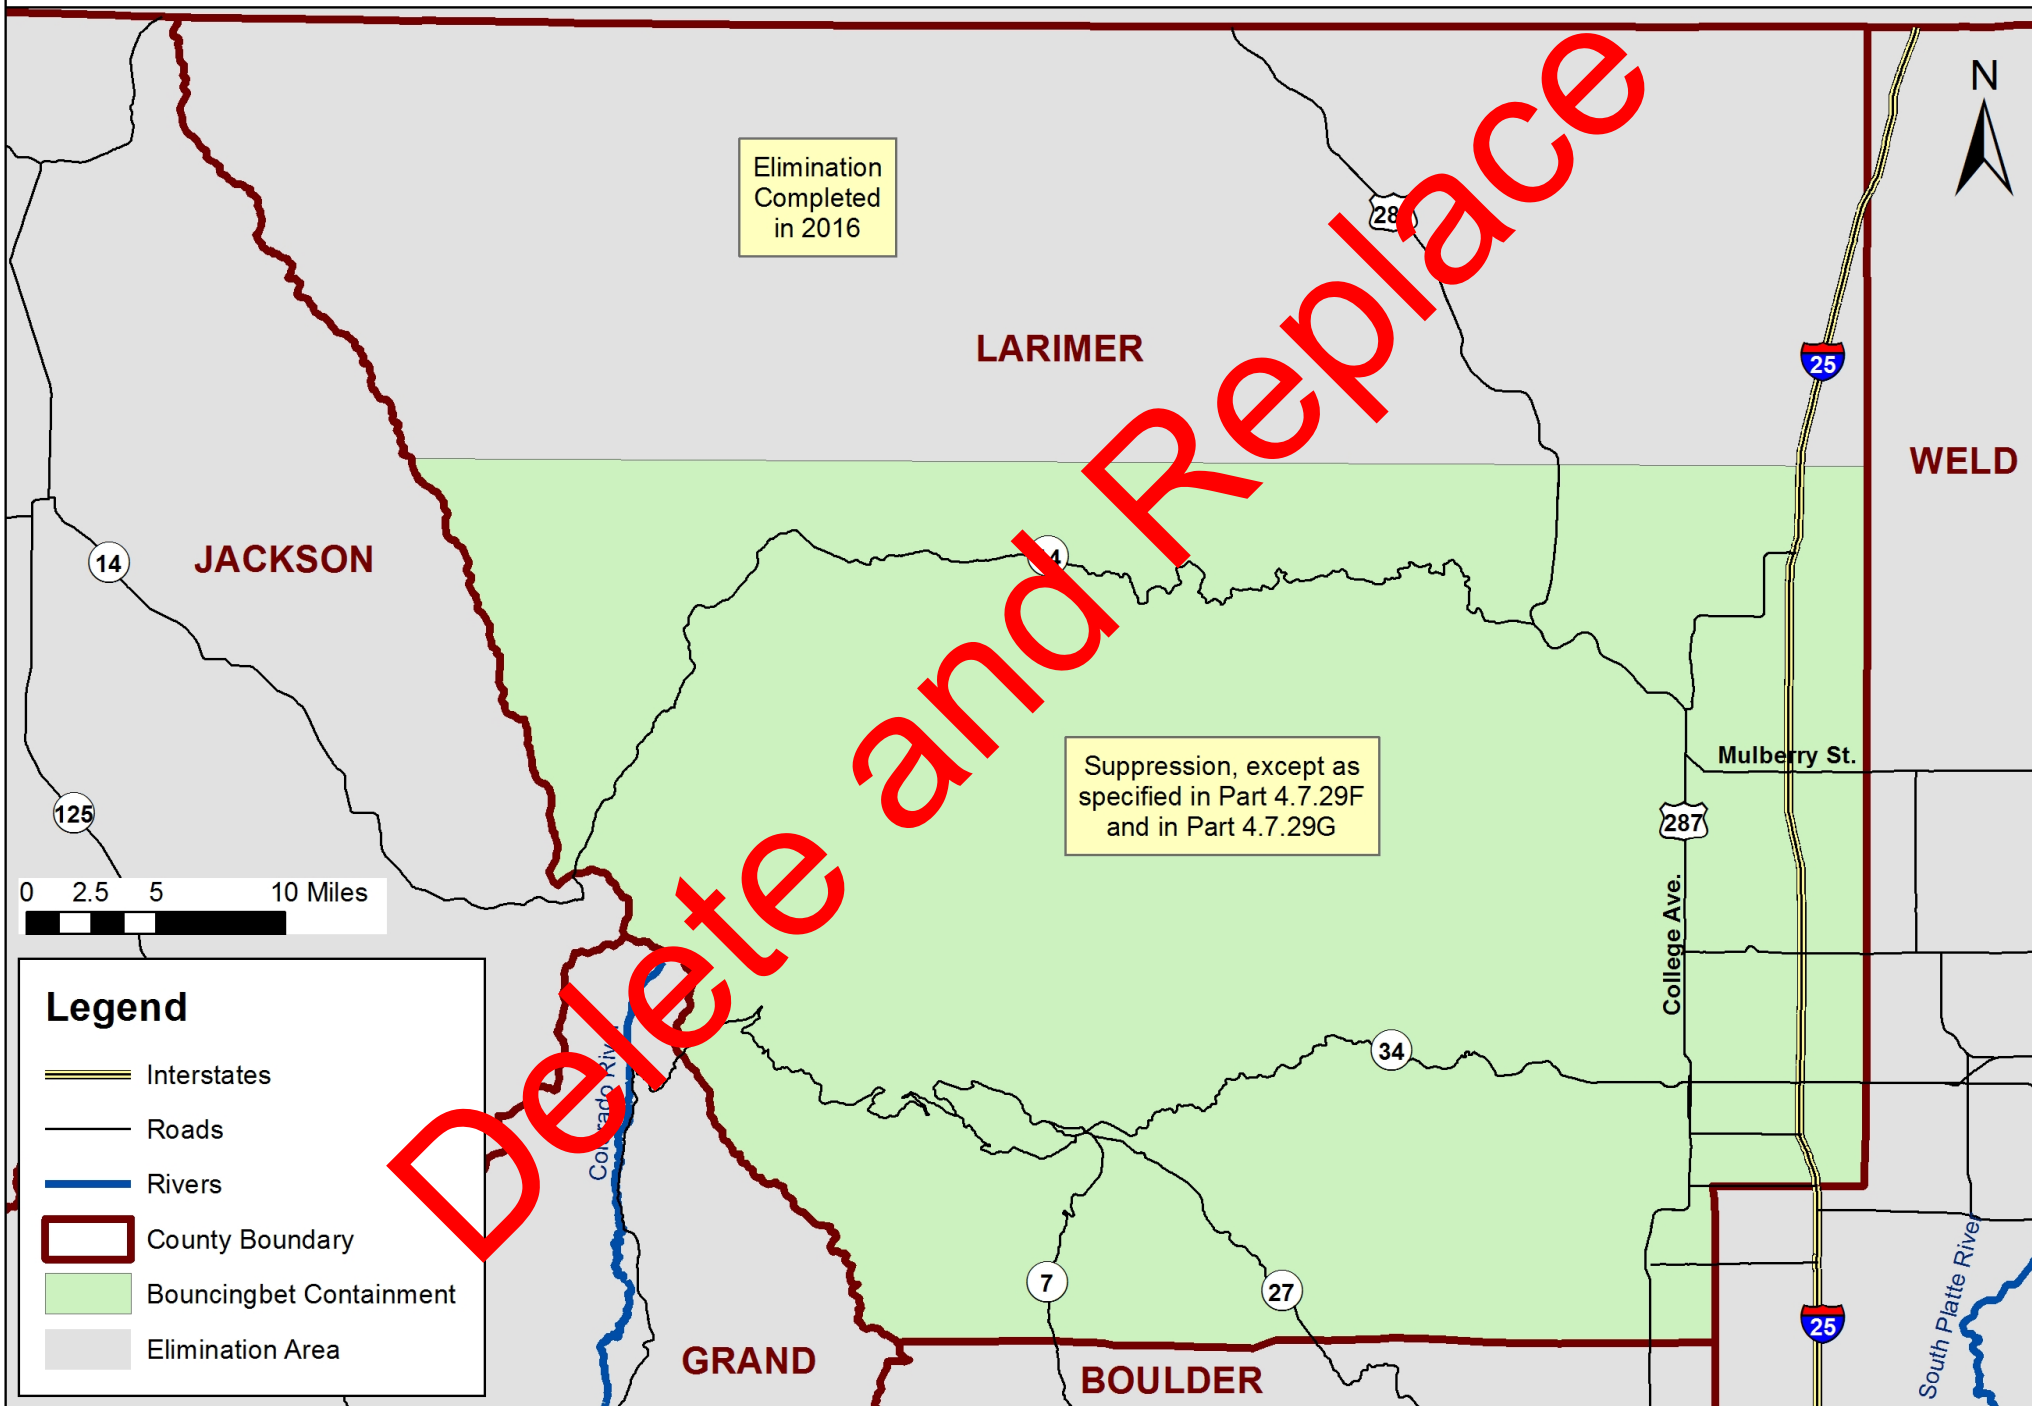 N
Elimination
Completed
in 2016
LARIMER
25
WELD
JACKSON
14
Mulberry St.
Suppression, except as
specified in Part 4.7.29F
and in Part 4.7.29G
125
287
College Ave.
0 2.5 5 10 Miles
Legend
Interstates
Roads
Rivers
County Boundary
Bouncingbet Containment
Elimination Area
34
7
27
25
South Platte River
GRAND
BOULDER
Delete and Replace